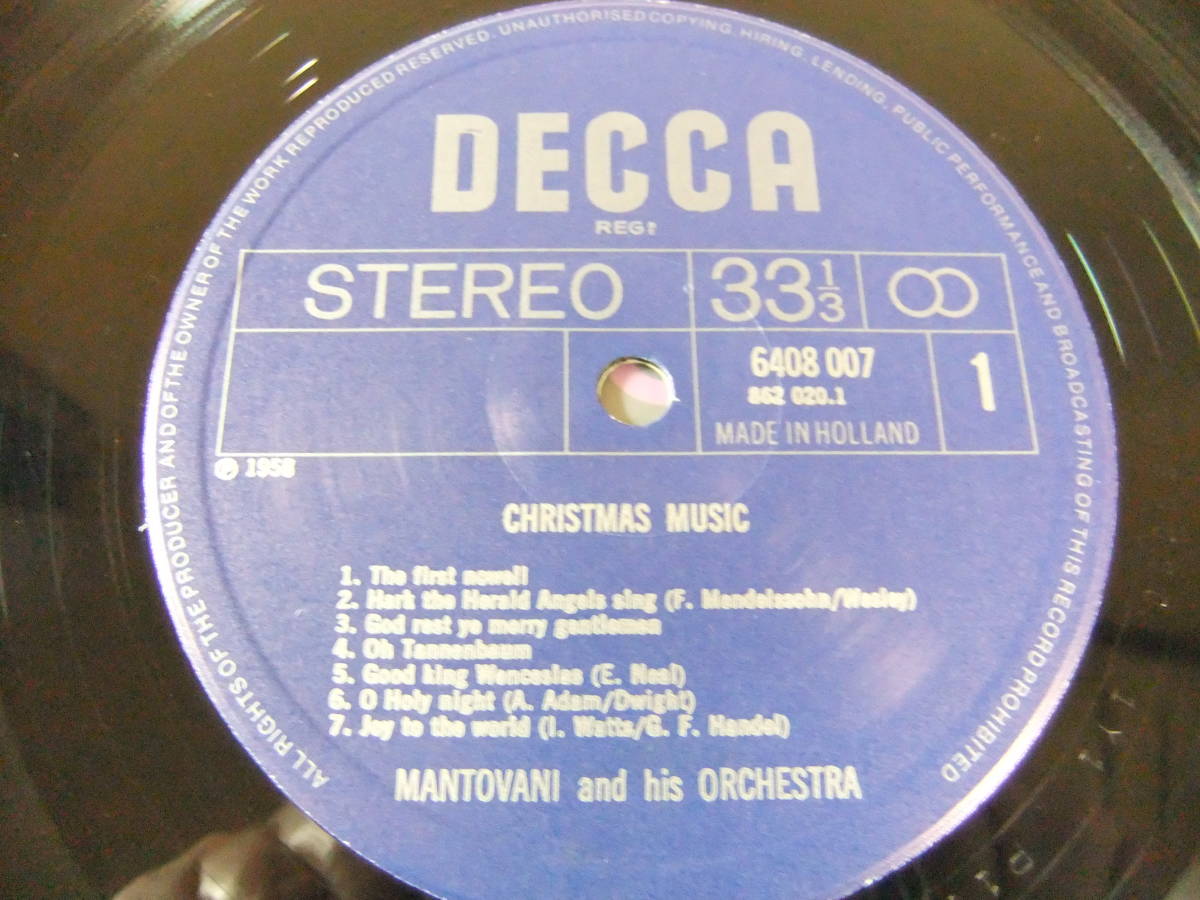 ALL RIGHTS OF THE PRODUCER AND OF THE OWNER OF THE WORK REPRODUCED RESERVED. UNAUTHORISED COPYING, HIRING, LENDING, PUBLIC PERFORMANCE AND BROADCASTING OF THIS RECORD PROHIBITED
DECCA
REGD
STEREO 33 1/3
6408 007 1
862 020.1
MADE IN HOLLAND
℗ 1958
CHRISTMAS MUSIC
1. The first nowell
2. Hark the Herald Angels sing (F. Mendelssohn/Wesley)
3. God rest ye merry gentlemen
4. Oh Tannenbaum
5. Good king Wenceslas (E. Neal)
6. O Holy night (A. Adam/Dwight)
7. Joy to the world (I. Watts/G. F. Handel)
MANTOVANI and his ORCHESTRA